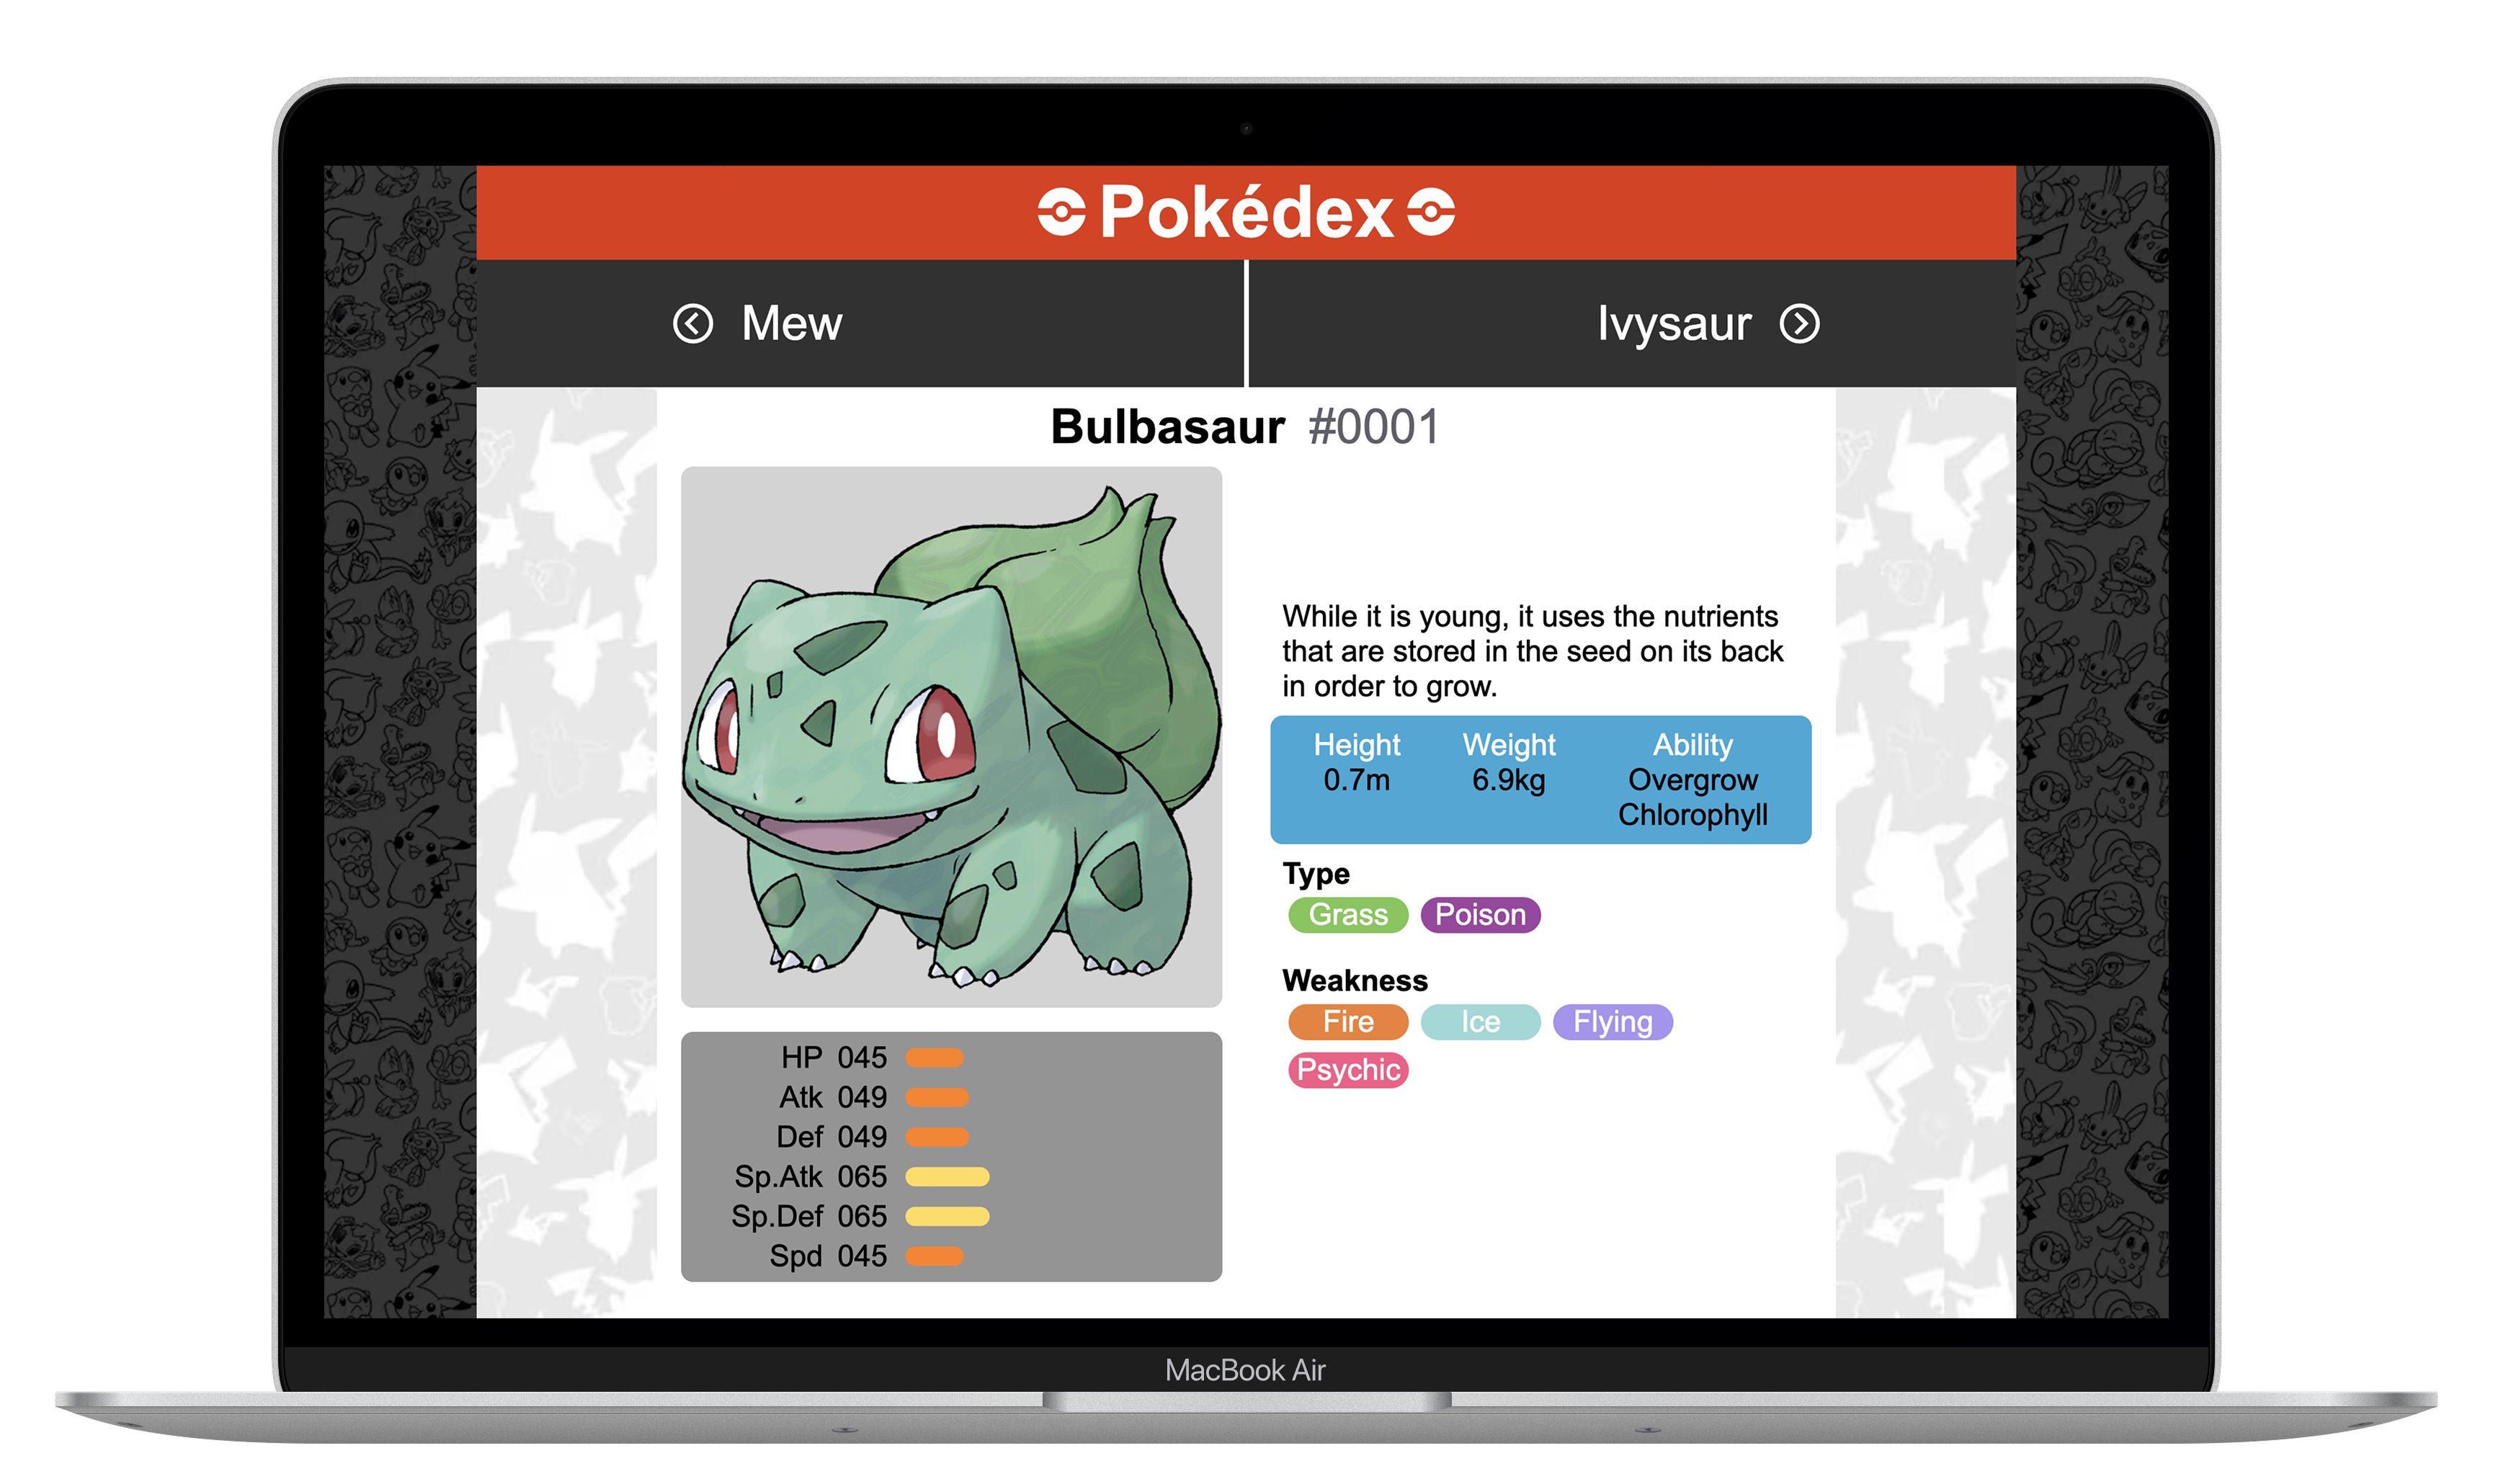 Pokédex
Mew
Ivysaur
Bulbasaur #0001
While it is young, it uses the nutrients
that are stored in the seed on its back
in order to grow.
Height Weight Ability
0.7m 6.9kg Overgrow
Chlorophyll
Type
Grass Poison
Weakness
Fire Ice Flying
Psychic
HP 045
Atk 049
Def 049
Sp.Atk 065
Sp.Def 065
Spd 045
MacBook Air